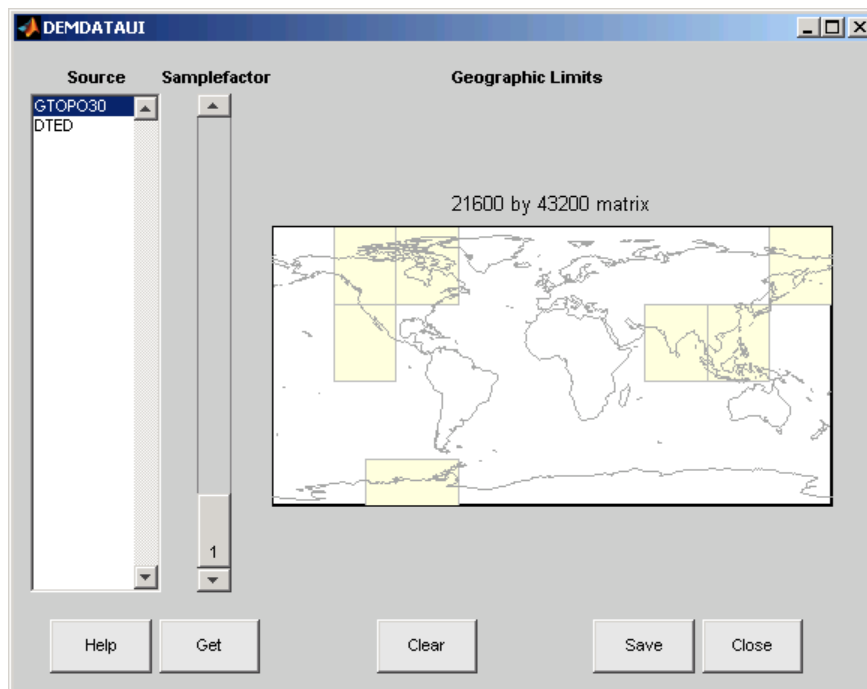 DEMDATAUI
Source Samplefactor Geographic Limits
GTOPO30
DTED
21600 by 43200 matrix
1
Help Get Clear Save Close